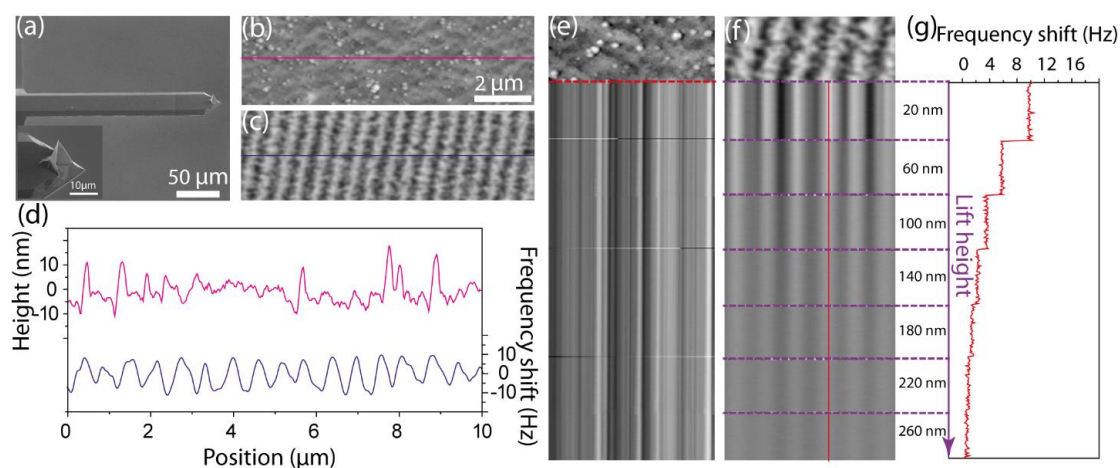 (a)
10μm
50 μm
(b)
2 μm
(c)
(d)
Height (nm)
10
0
-10
10
0
-10
Frequency shift (Hz)
0
2
4
6
8
10
Position (μm)
(e)
(f)
20 nm
60 nm
100 nm
140 nm
180 nm
220 nm
260 nm
Lift height
(g)
Frequency shift (Hz)
0 4 8 12 16